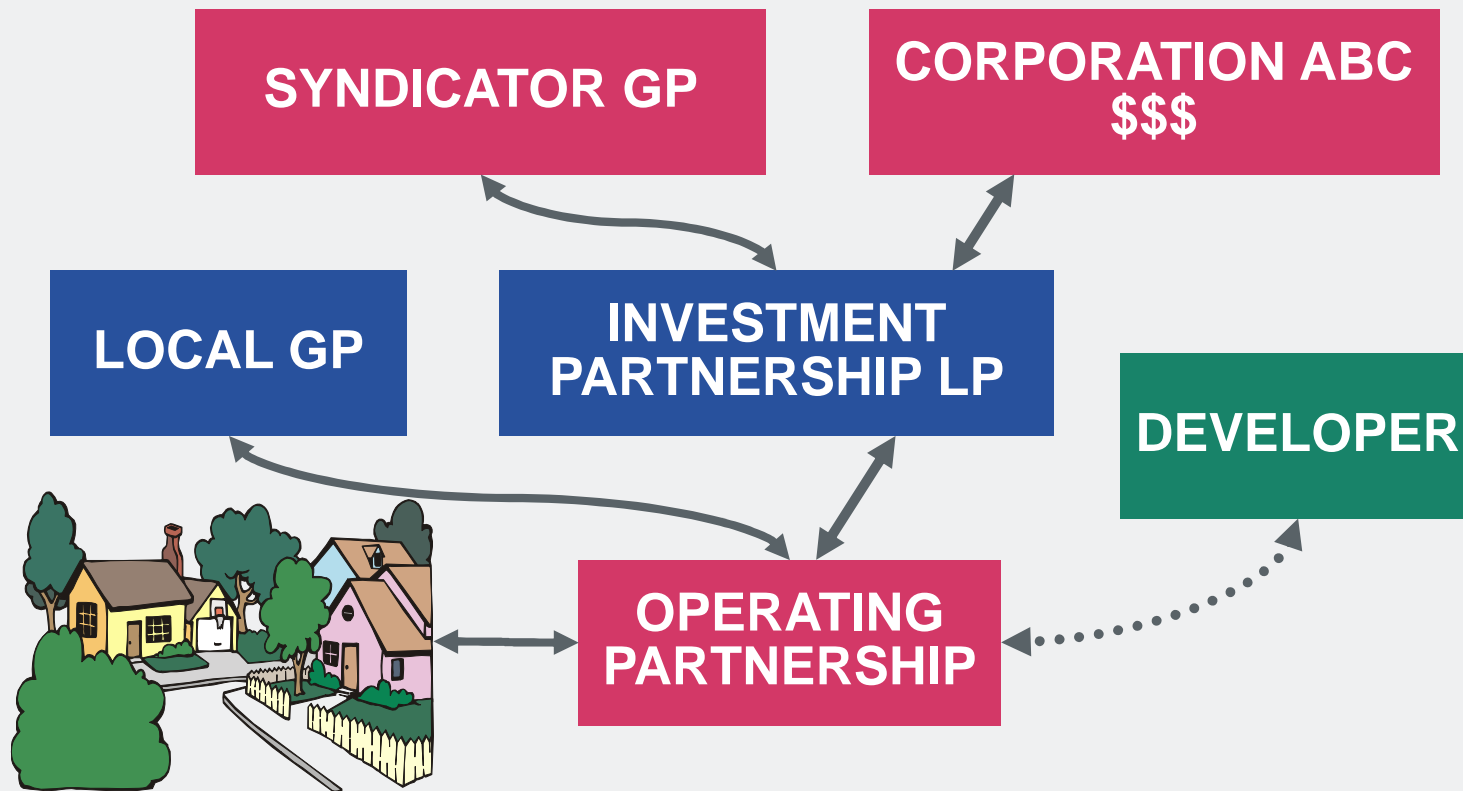 SYNDICATOR GP
CORPORATION ABC
$$$
LOCAL GP
INVESTMENT
PARTNERSHIP LP
DEVELOPER
OPERATING
PARTNERSHIP